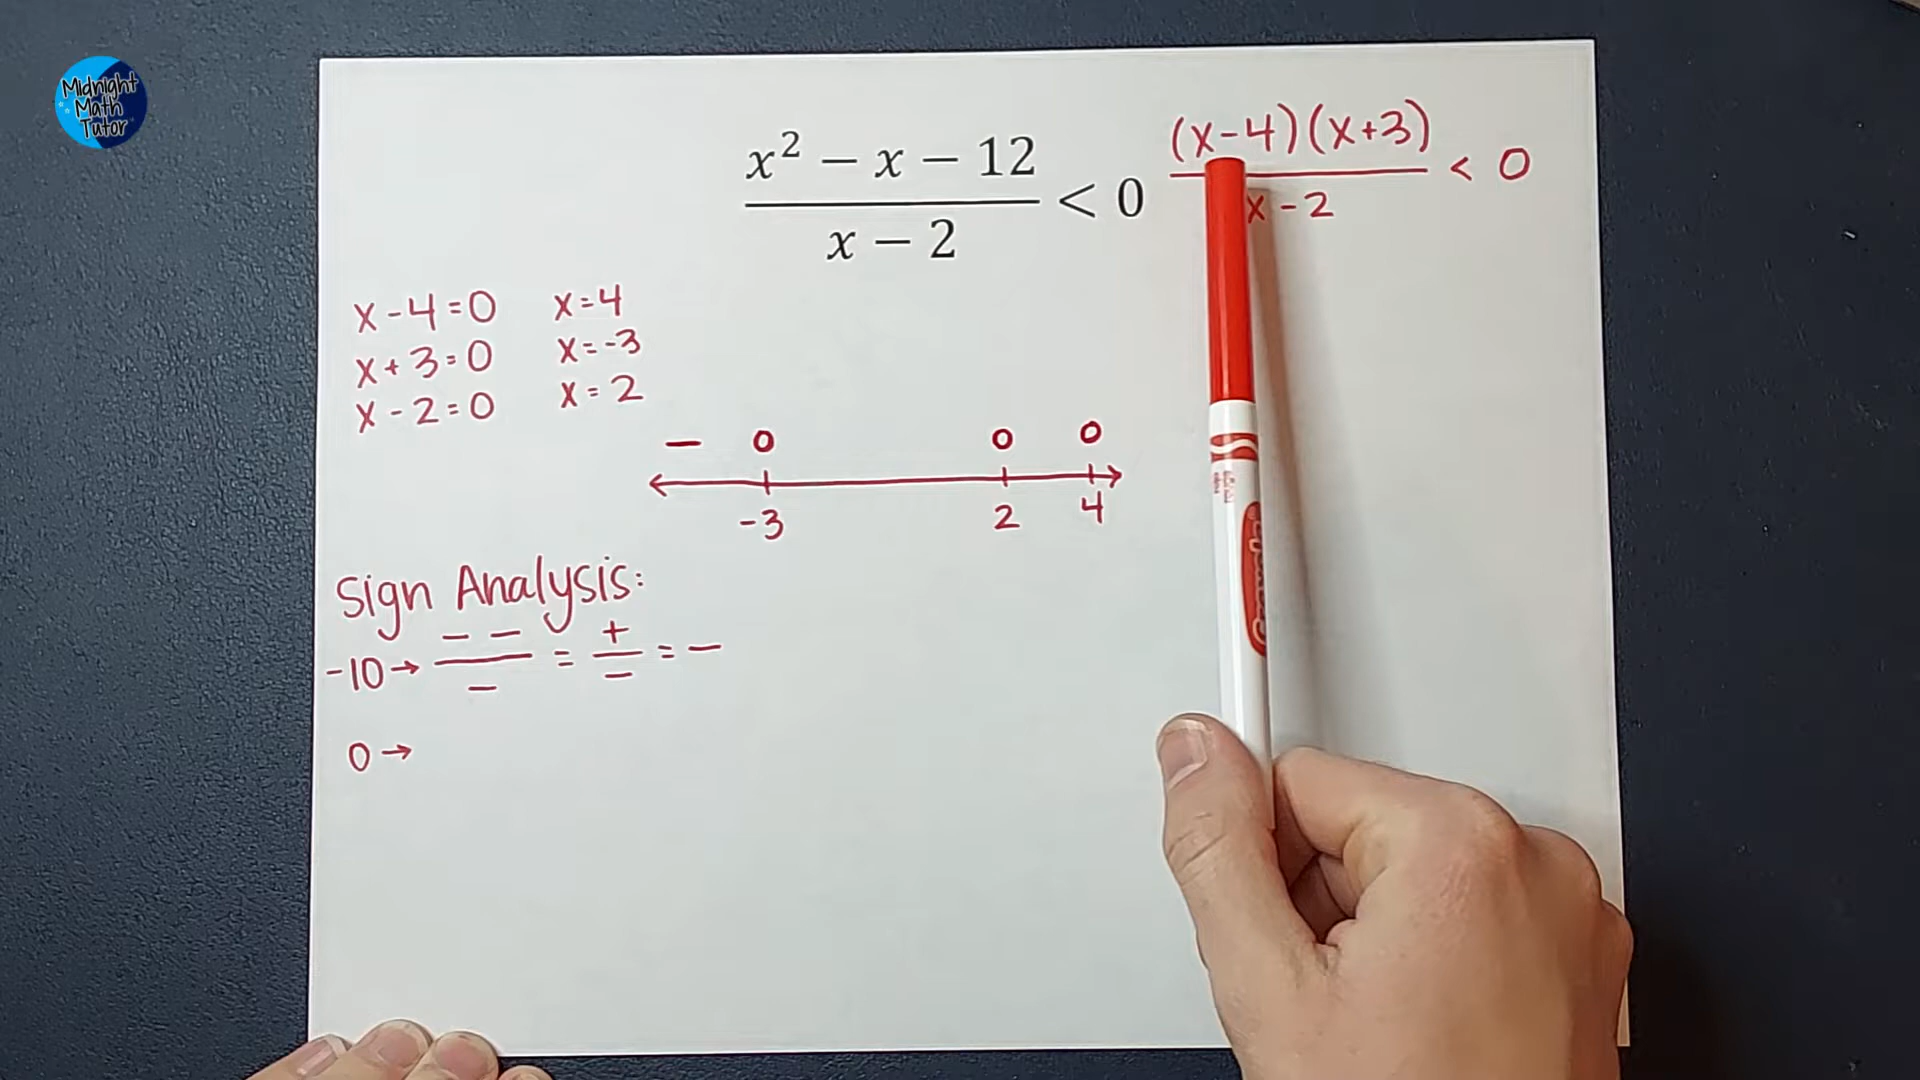 Midnight
Math
Tutor
x² − x − 12
x − 2
< 0
(x-4)(x+3)
x-2
< 0
x-4=0 x=4
x+3=0 x=-3
x-2=0 x=2
− 0 0 0
-3 2 4
Sign Analysis:
-10→ − −/− = +/− = −
0→